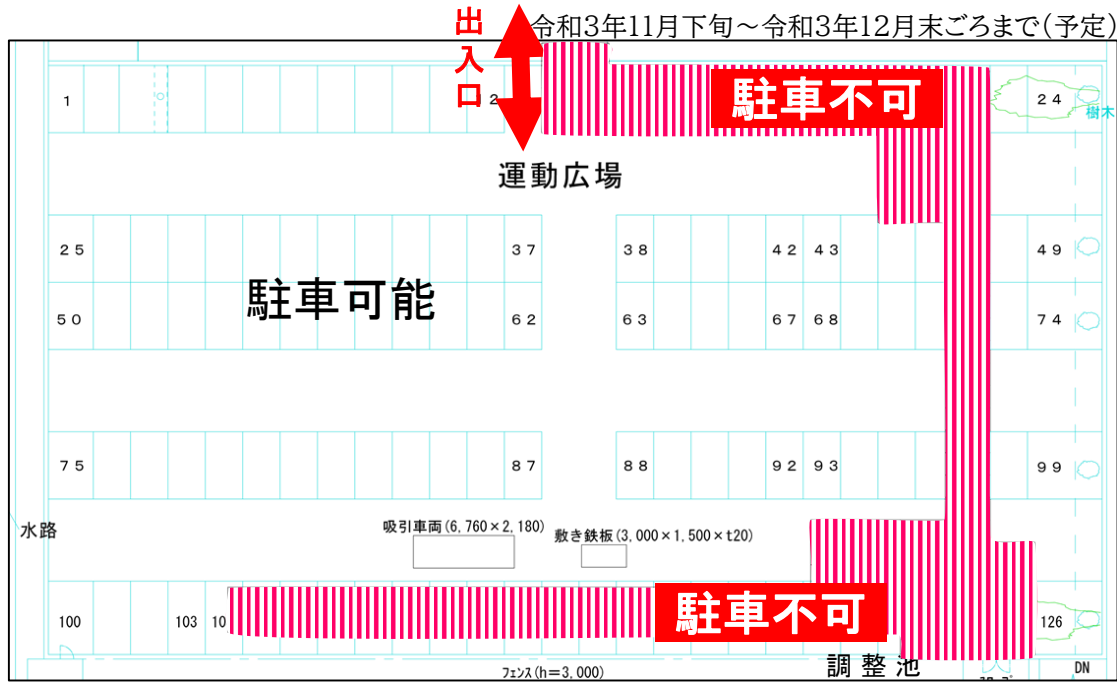 令和3年11月下旬～令和3年12月末ごろまで(予定)
出入口
1
2
駐車不可
24
樹木
運動広場
25
37
38
42
43
49
駐車可能
50
62
63
67
68
74
75
87
88
92
93
99
水路
吸引車両(6,760×2,180)
敷き鉄板(3,000×1,500×t20)
100
103
10
駐車不可
126
調整池
フェンス(h=3,000)
DN